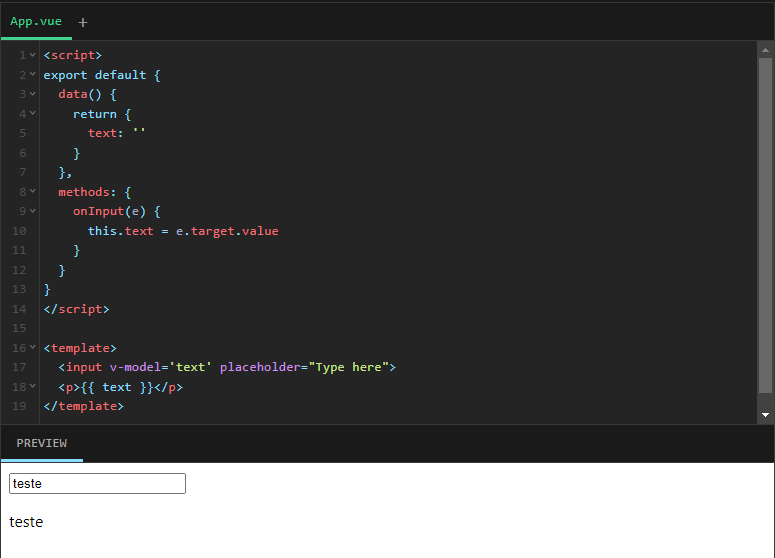 App.vue +
1 <script>
2 export default {
3   data() {
4     return {
5       text: ''
6     }
7   },
8   methods: {
9     onInput(e) {
10       this.text = e.target.value
11     }
12   }
13 }
14 </script>
15
16 <template>
17   <input v-model='text' placeholder="Type here">
18   <p>{{ text }}</p>
19 </template>
PREVIEW
teste
teste